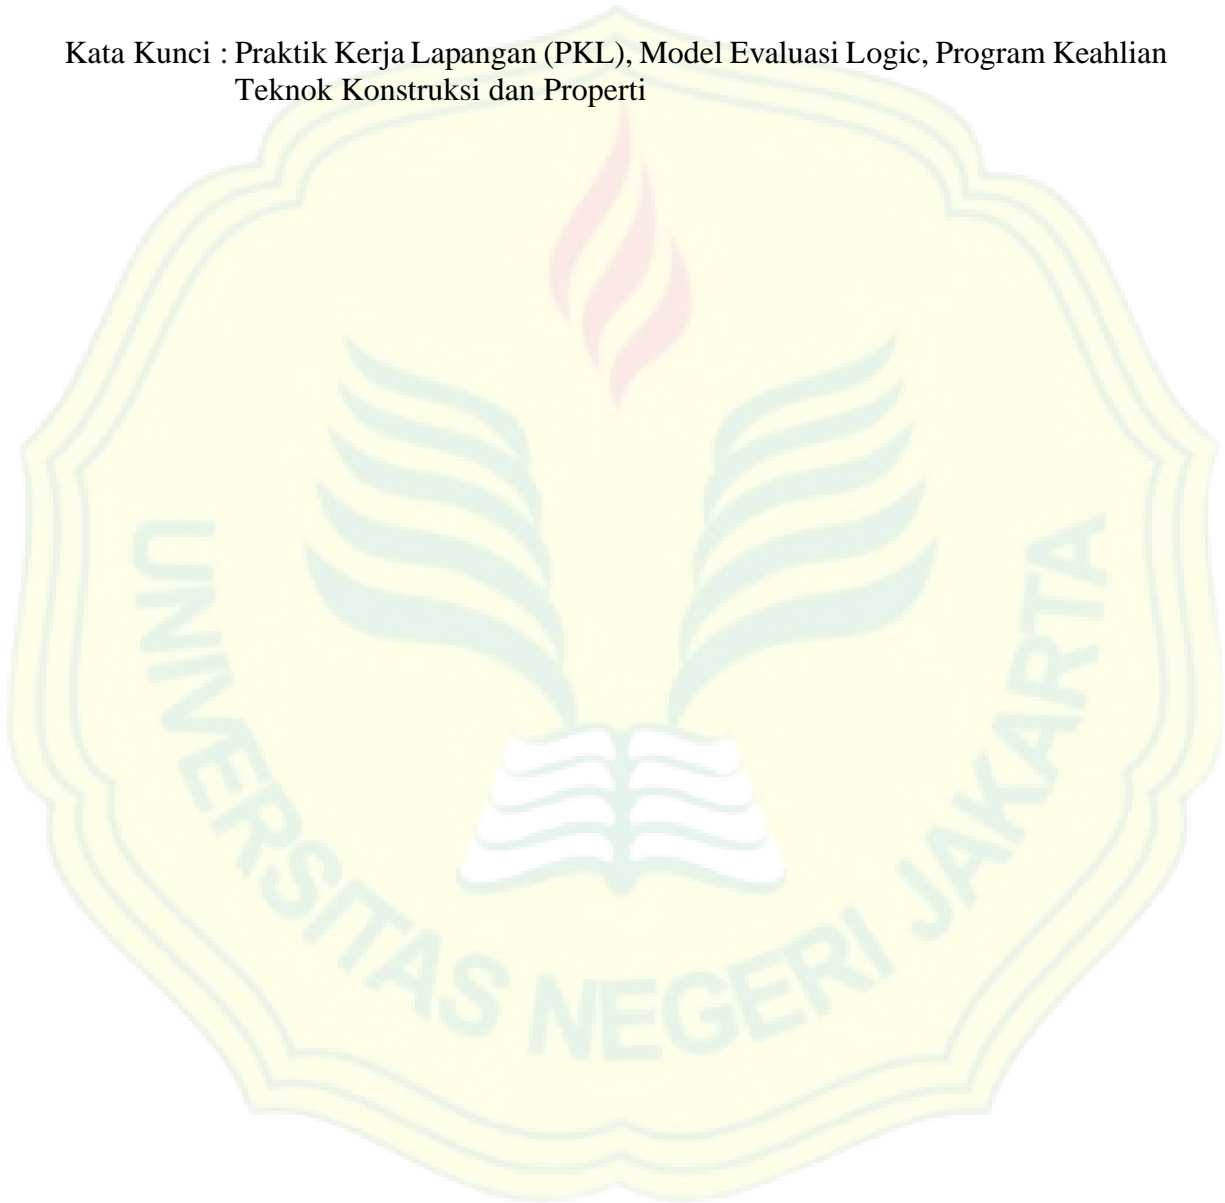 Kata Kunci : Praktik Kerja Lapangan (PKL), Model Evaluasi Logic, Program Keahlian
Teknok Konstruksi dan Properti
UNIVERSITAS NEGERI JAKARTA